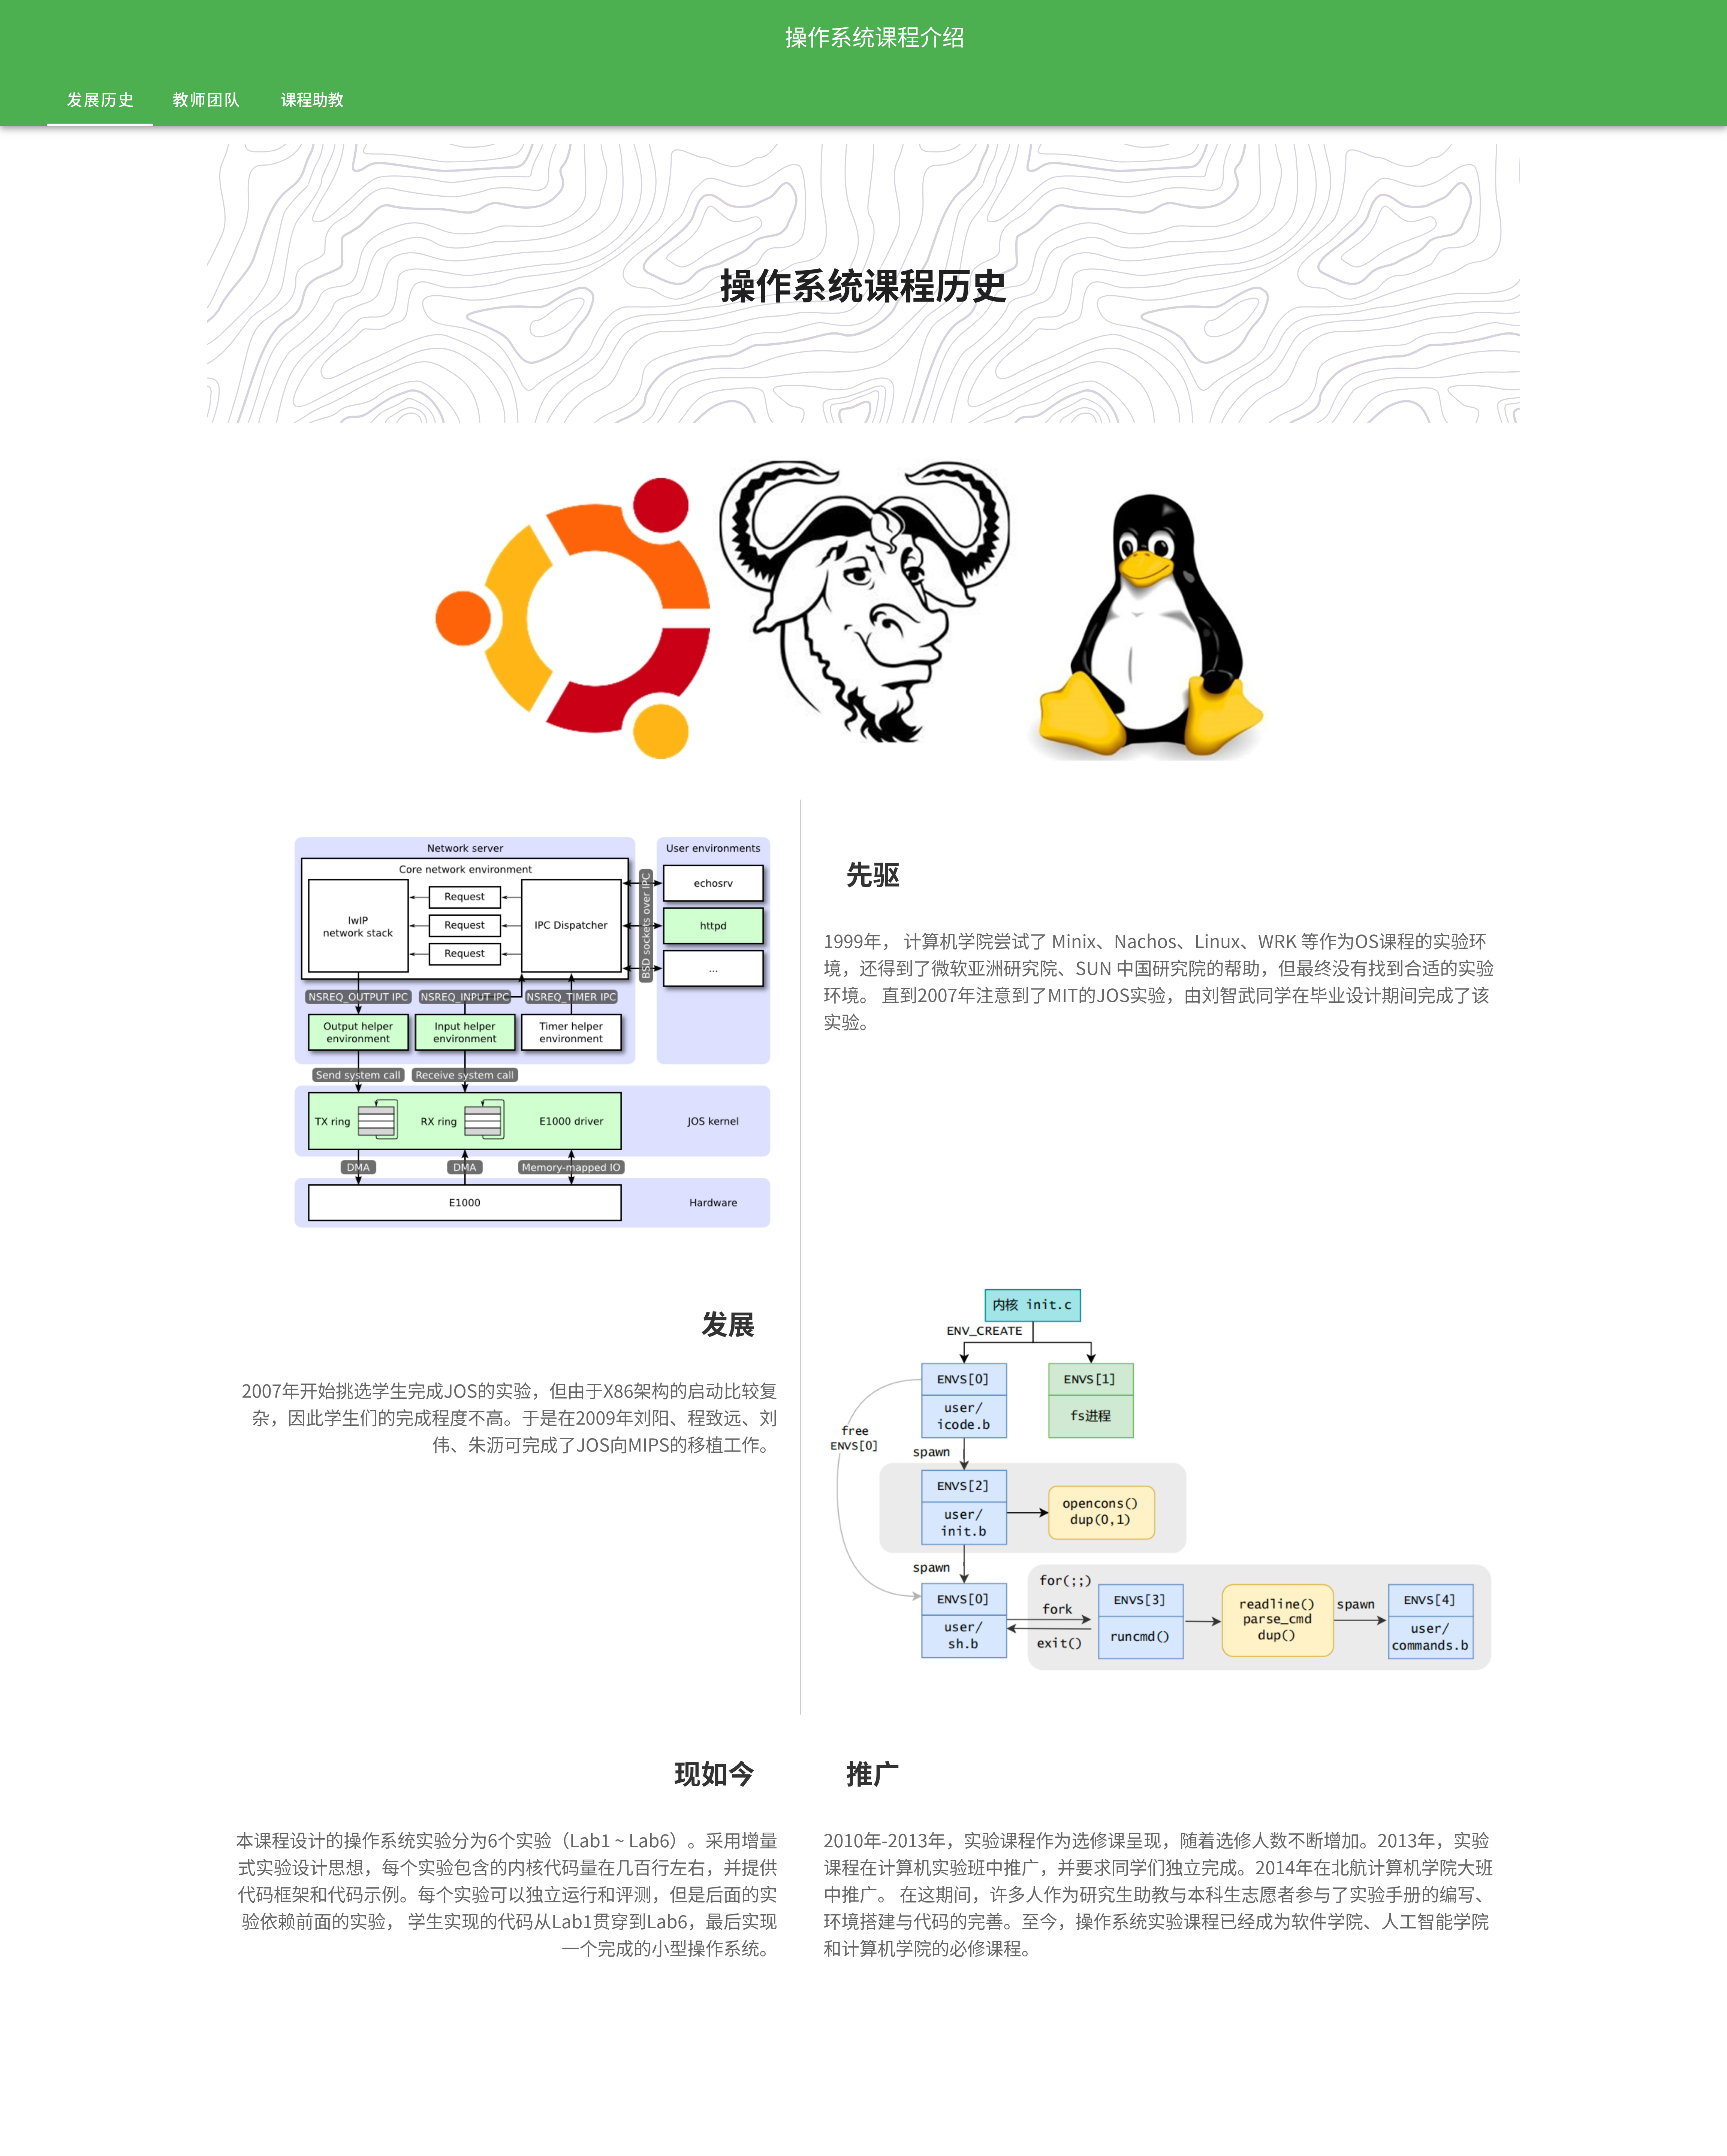 操作系统课程介绍
发展历史
教师团队
课程助教
操作系统课程历史
Network server
User environments
Core network environment
lwIP
network stack
Request
Request
Request
IPC Dispatcher
BSD sockets over IPC
echosrv
httpd
...
NSREQ_OUTPUT IPC
NSREQ_INPUT IPC
NSREQ_TIMER IPC
Output helper
environment
Input helper
environment
Timer helper
environment
Send system call
Receive system call
TX ring
RX ring
E1000 driver
JOS kernel
DMA
DMA
Memory-mapped IO
E1000
Hardware
先驱
1999年， 计算机学院尝试了 Minix、Nachos、Linux、WRK 等作为OS课程的实验环
境，还得到了微软亚洲研究院、SUN 中国研究院的帮助，但最终没有找到合适的实验
环境。 直到2007年注意到了MIT的JOS实验，由刘智武同学在毕业设计期间完成了该
实验。
发展
2007年开始挑选学生完成JOS的实验，但由于X86架构的启动比较复
杂，因此学生们的完成程度不高。于是在2009年刘阳、程致远、刘
伟、朱沥可完成了JOS向MIPS的移植工作。
内核 init.c
ENV_CREATE
ENVS[0]
user/
icode.b
ENVS[1]
fs进程
free
ENVS[0]
spawn
ENVS[2]
user/
init.b
opencons()
dup(0,1)
spawn
ENVS[0]
user/
sh.b
for(;;)
fork
exit()
ENVS[3]
runcmd()
readline()
parse_cmd
dup()
spawn
ENVS[4]
user/
commands.b
现如今
本课程设计的操作系统实验分为6个实验（Lab1 ~ Lab6）。采用增量
式实验设计思想，每个实验包含的内核代码量在几百行左右，并提供
代码框架和代码示例。每个实验可以独立运行和评测，但是后面的实
验依赖前面的实验， 学生实现的代码从Lab1贯穿到Lab6，最后实现
一个完成的小型操作系统。
推广
2010年-2013年，实验课程作为选修课呈现，随着选修人数不断增加。2013年，实验
课程在计算机实验班中推广，并要求同学们独立完成。2014年在北航计算机学院大班
中推广。 在这期间，许多人作为研究生助教与本科生志愿者参与了实验手册的编写、
环境搭建与代码的完善。至今，操作系统实验课程已经成为软件学院、人工智能学院
和计算机学院的必修课程。